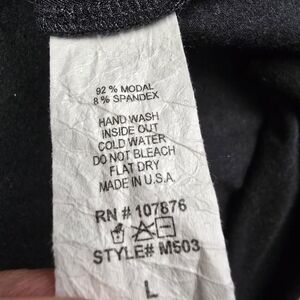 92 % MODAL
8 % SPANDEX
HAND WASH
INSIDE OUT
COLD WATER
DO NOT BLEACH
FLAT DRY
MADE IN U.S.A.
RN # 107876
STYLE# M503
L